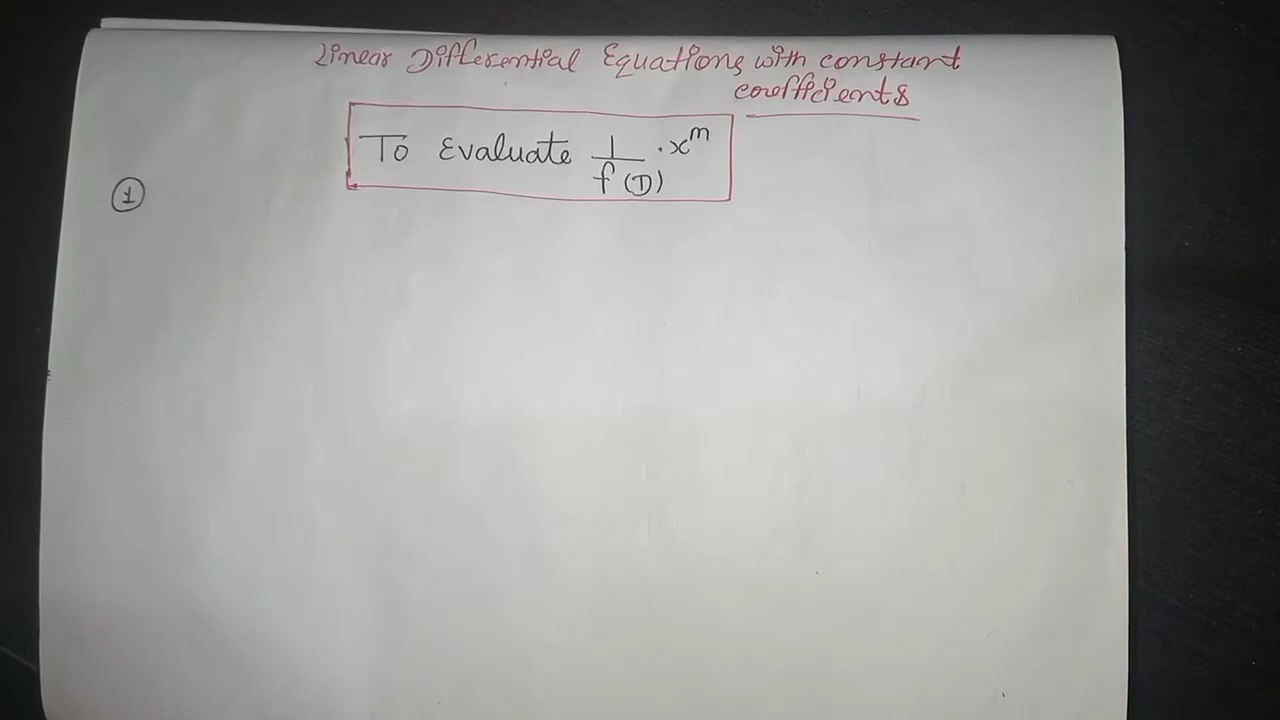 Linear Differential Equations with constant
coefficients
To Evaluate 1/f(D) · x^m
①